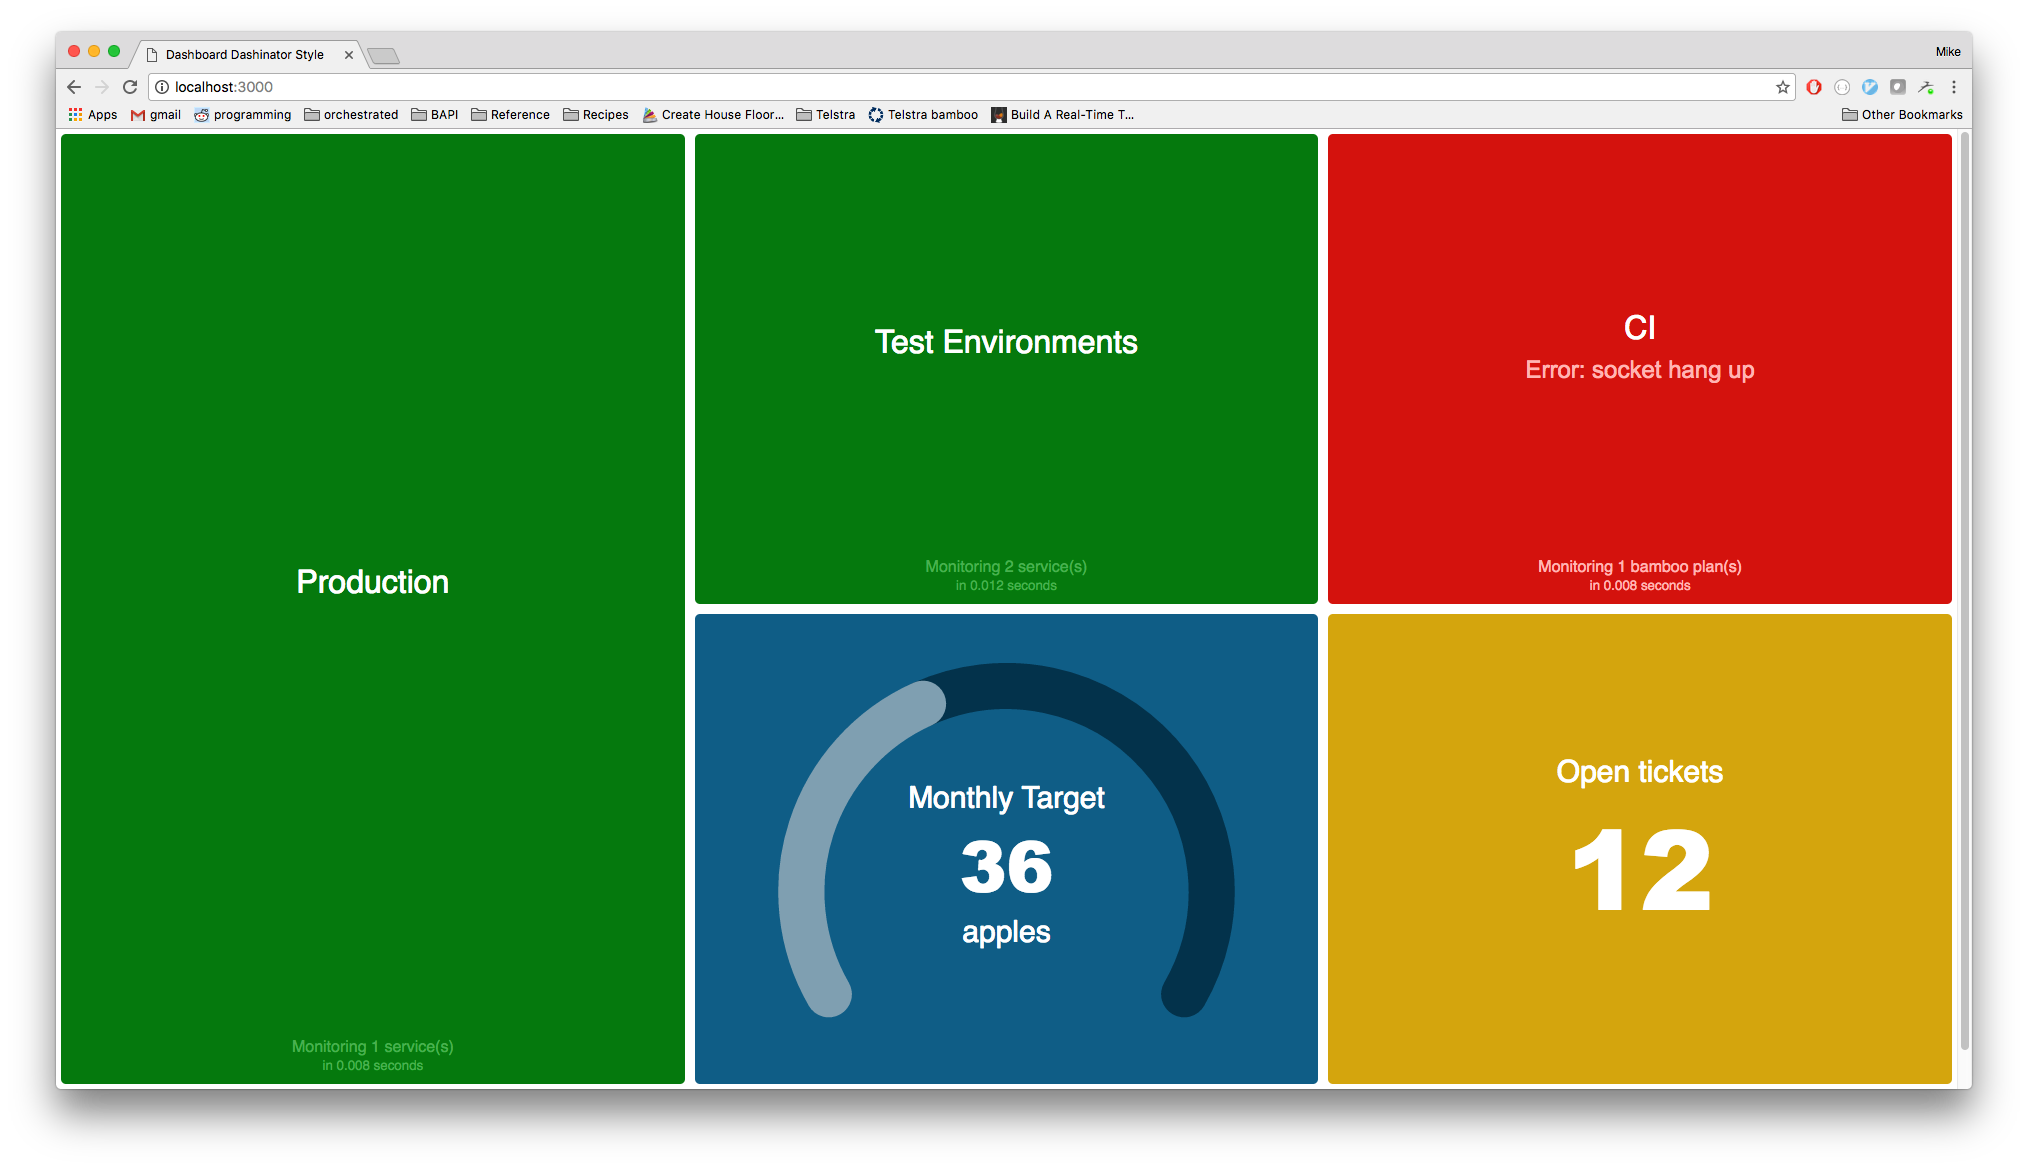 Dashboard Dashinator Style
Mike
localhost:3000
Apps
gmail
programming
orchestrated
BAPI
Reference
Recipes
Create House Floor...
Telstra
Telstra bamboo
Build A Real-Time T...
Other Bookmarks
Production
Monitoring 1 service(s)
in 0.008 seconds
Test Environments
Monitoring 2 service(s)
in 0.012 seconds
CI
Error: socket hang up
Monitoring 1 bamboo plan(s)
in 0.008 seconds
Monthly Target
36
apples
Open tickets
12